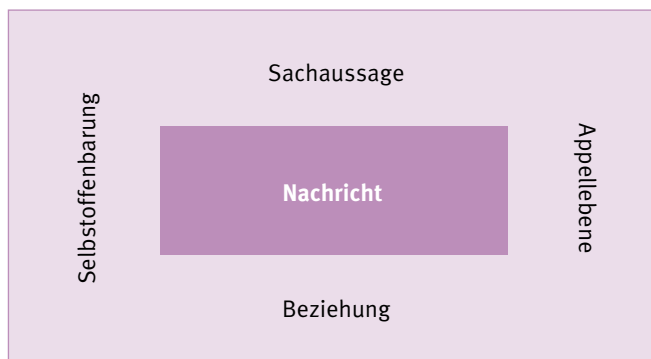 Sachaussage
Selbstoffenbarung
Nachricht
Appellebene
Beziehung